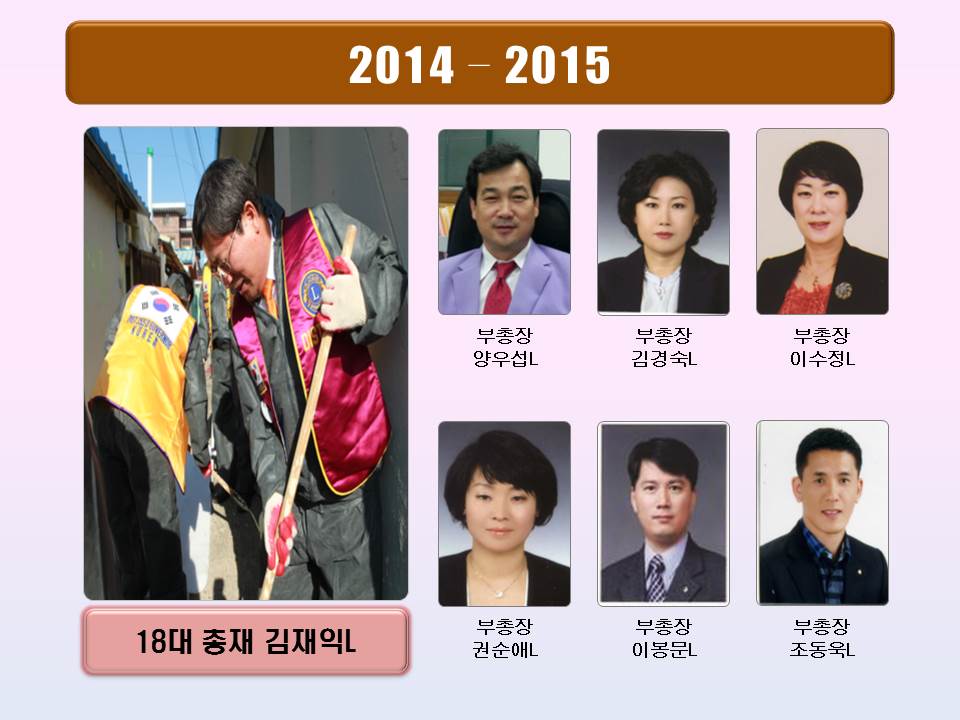 2014 – 2015
18대 총재 김재익L
부총장
양우섭L
부총장
김경숙L
부총장
이수정L
부총장
권순애L
부총장
이봉문L
부총장
조동욱L
KOREA
L